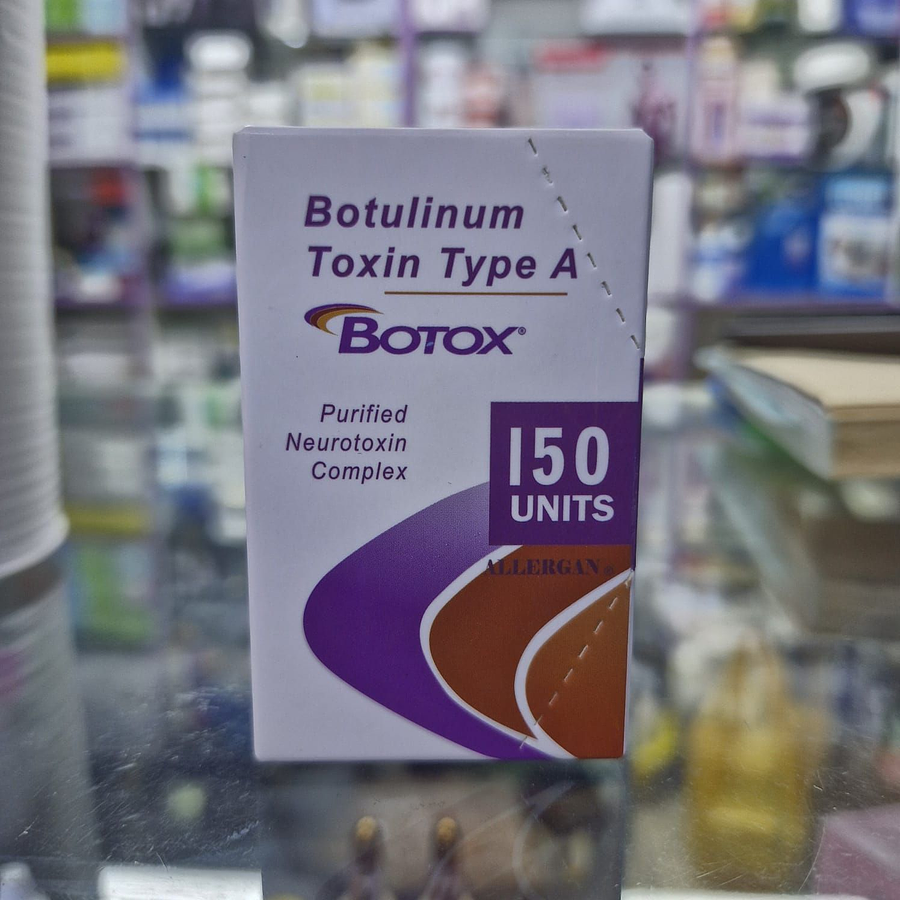 Botulinum
Toxin Type A
BOTOX®
Purified
Neurotoxin
Complex
150
UNITS
ALLERGAN